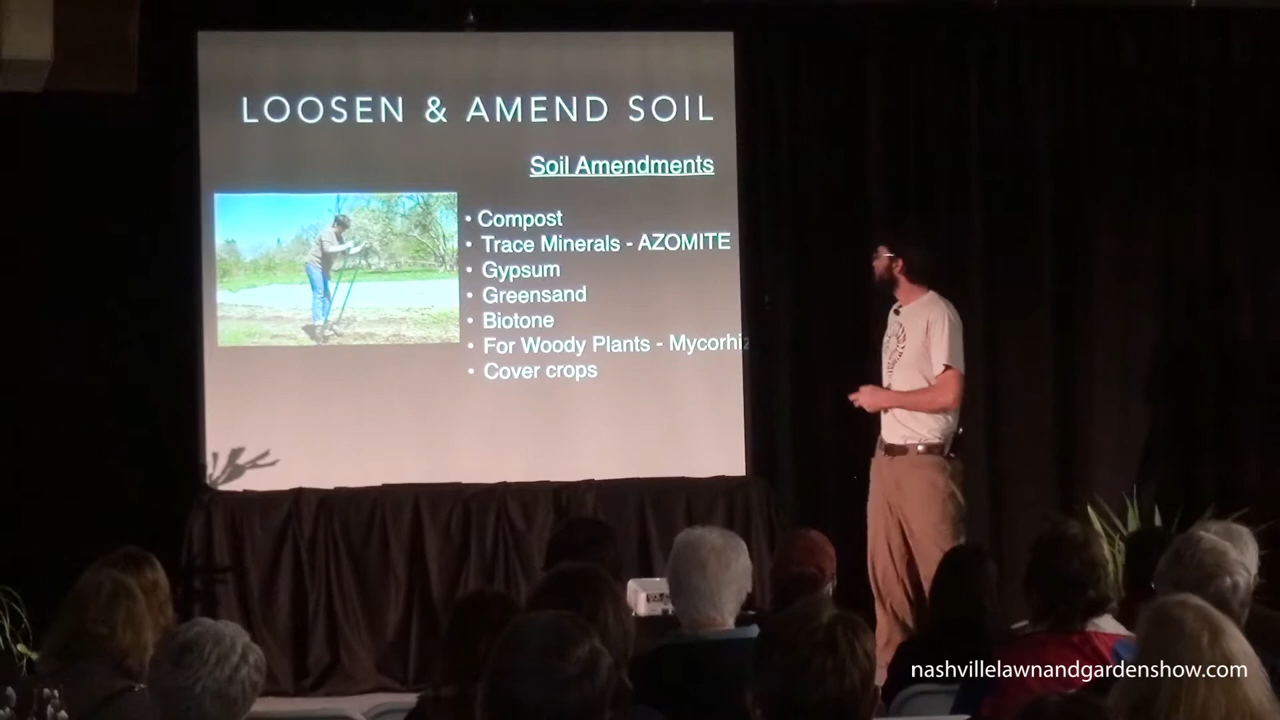 LOOSEN & AMEND SOIL
Soil Amendments
• Compost
• Trace Minerals - AZOMITE
• Gypsum
• Greensand
• Biotone
• For Woody Plants - Mycorhiz
• Cover crops
nashvillelawnandgardenshow.com